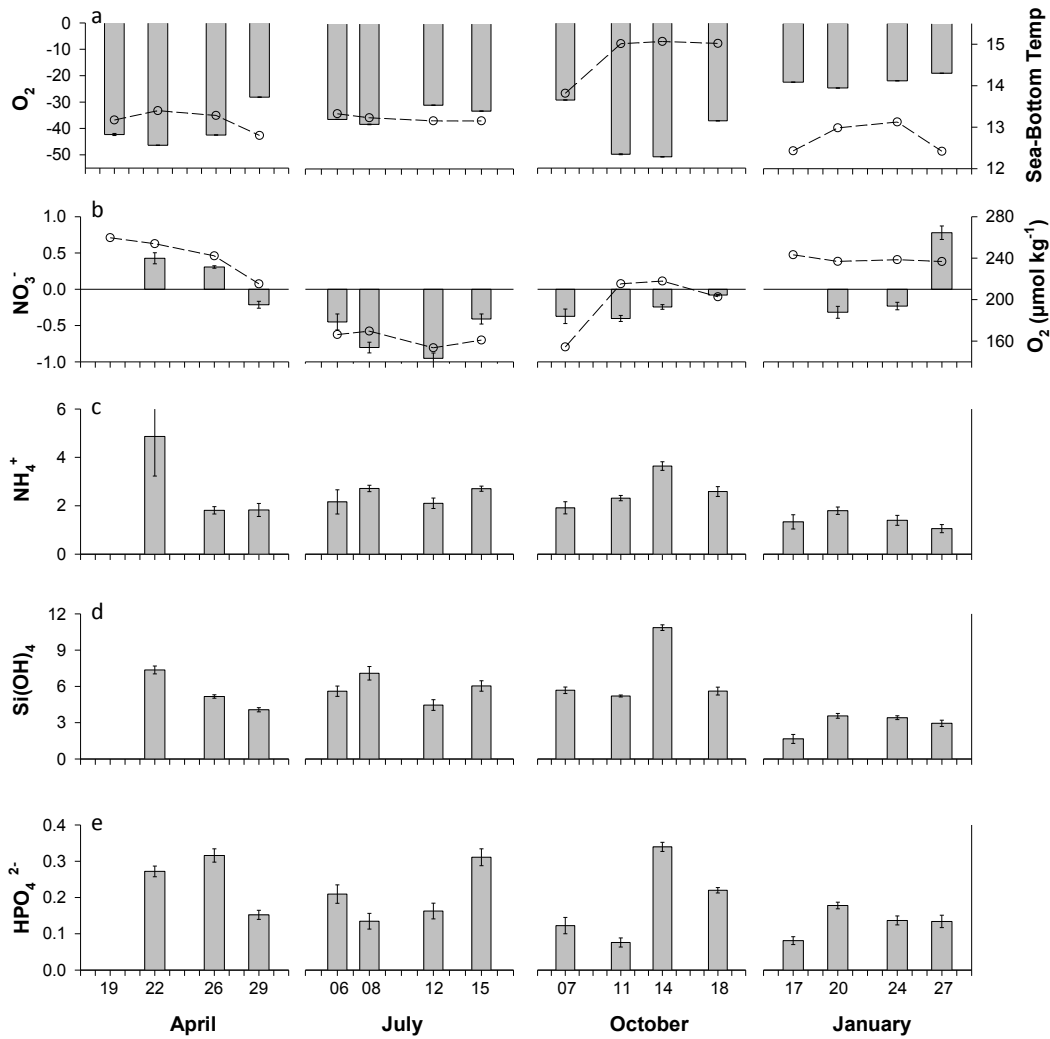 a
0
-10
-20
-30
-40
-50
O2
15
14
13
12
Sea-Bottom Temp
b
1.0
0.5
0.0
-0.5
-1.0
NO3-
280
240
200
160
O2 (µmol kg-1)
c
6
4
2
0
NH4+
d
12
9
6
3
0
Si(OH)4
e
0.4
0.3
0.2
0.1
0.0
HPO4 2-
19 22 26 29 06 08 12 15 07 11 14 18 17 20 24 27
April July October January